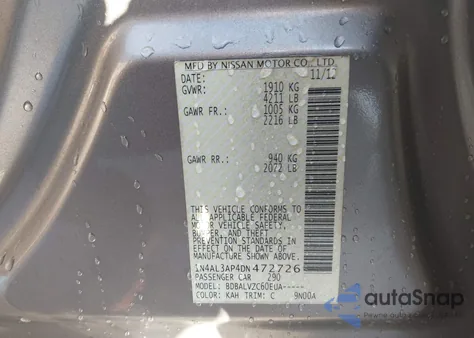 MFD BY NISSAN MOTOR CO., LTD
DATE: 11/12
GVWR: 1910 KG
4211 LB
GAWR FR.: 1005 KG
2216 LB
GAWR RR.: 940 KG
2072 LB
THIS VEHICLE CONFORMS TO
ALL APPLICABLE FEDERAL
MOTOR VEHICLE SAFETY,
BUMPER, AND THEFT
PREVENTION STANDARDS IN
EFFECT ON THE DATE OF
MANUFACTURE SHOWN ABOVE.
1N4AL3AP4DN472726
PASSENGER CAR 290
MODEL: BDBALVZC60EUA-----
COLOR: KAH TRIM: C 9N00A
autoSnap